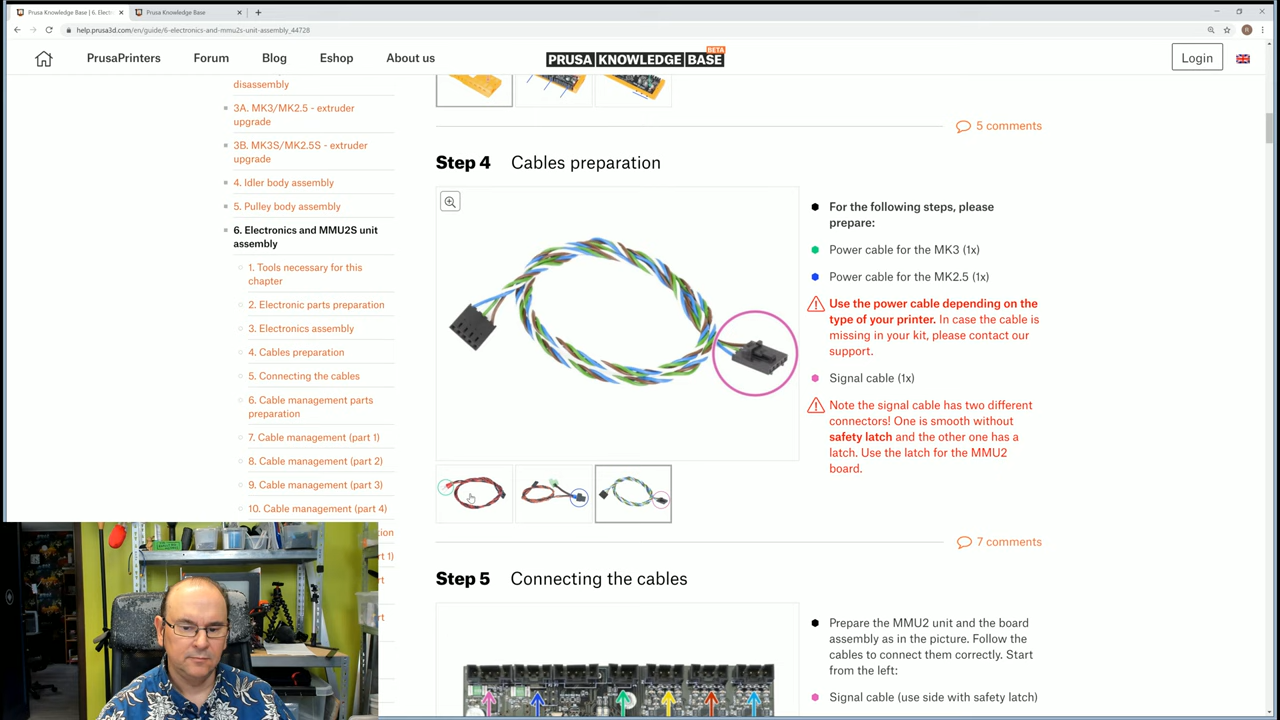 Prusa Knowledge Base | 6. Elect
Prusa Knowledge Base
help.prusa3d.com/en/guide/6-electronics-and-mmu2s-unit-assembly_44728
PrusaPrinters
Forum
Blog
Eshop
About us
PRUSA KNOWLEDGE BASE
BETA
Login
disassembly
3A. MK3/MK2.5 - extruder
upgrade
3B. MK3S/MK2.5S - extruder
upgrade
4. Idler body assembly
5. Pulley body assembly
6. Electronics and MMU2S unit
assembly
1. Tools necessary for this
chapter
2. Electronic parts preparation
3. Electronics assembly
4. Cables preparation
5. Connecting the cables
6. Cable management parts
preparation
7. Cable management (part 1)
8. Cable management (part 2)
9. Cable management (part 3)
10. Cable management (part 4)
tion
rt 1)
rt
rt
5 comments
Step 4 Cables preparation
For the following steps, please
prepare:
Power cable for the MK3 (1x)
Power cable for the MK2.5 (1x)
Use the power cable depending on the
type of your printer. In case the cable is
missing in your kit, please contact our
support.
Signal cable (1x)
Note the signal cable has two different
connectors! One is smooth without
safety latch and the other one has a
latch. Use the latch for the MMU2
board.
7 comments
Step 5 Connecting the cables
Prepare the MMU2 unit and the board
assembly as in the picture. Follow the
cables to connect them correctly. Start
from the left:
Signal cable (use side with safety latch)